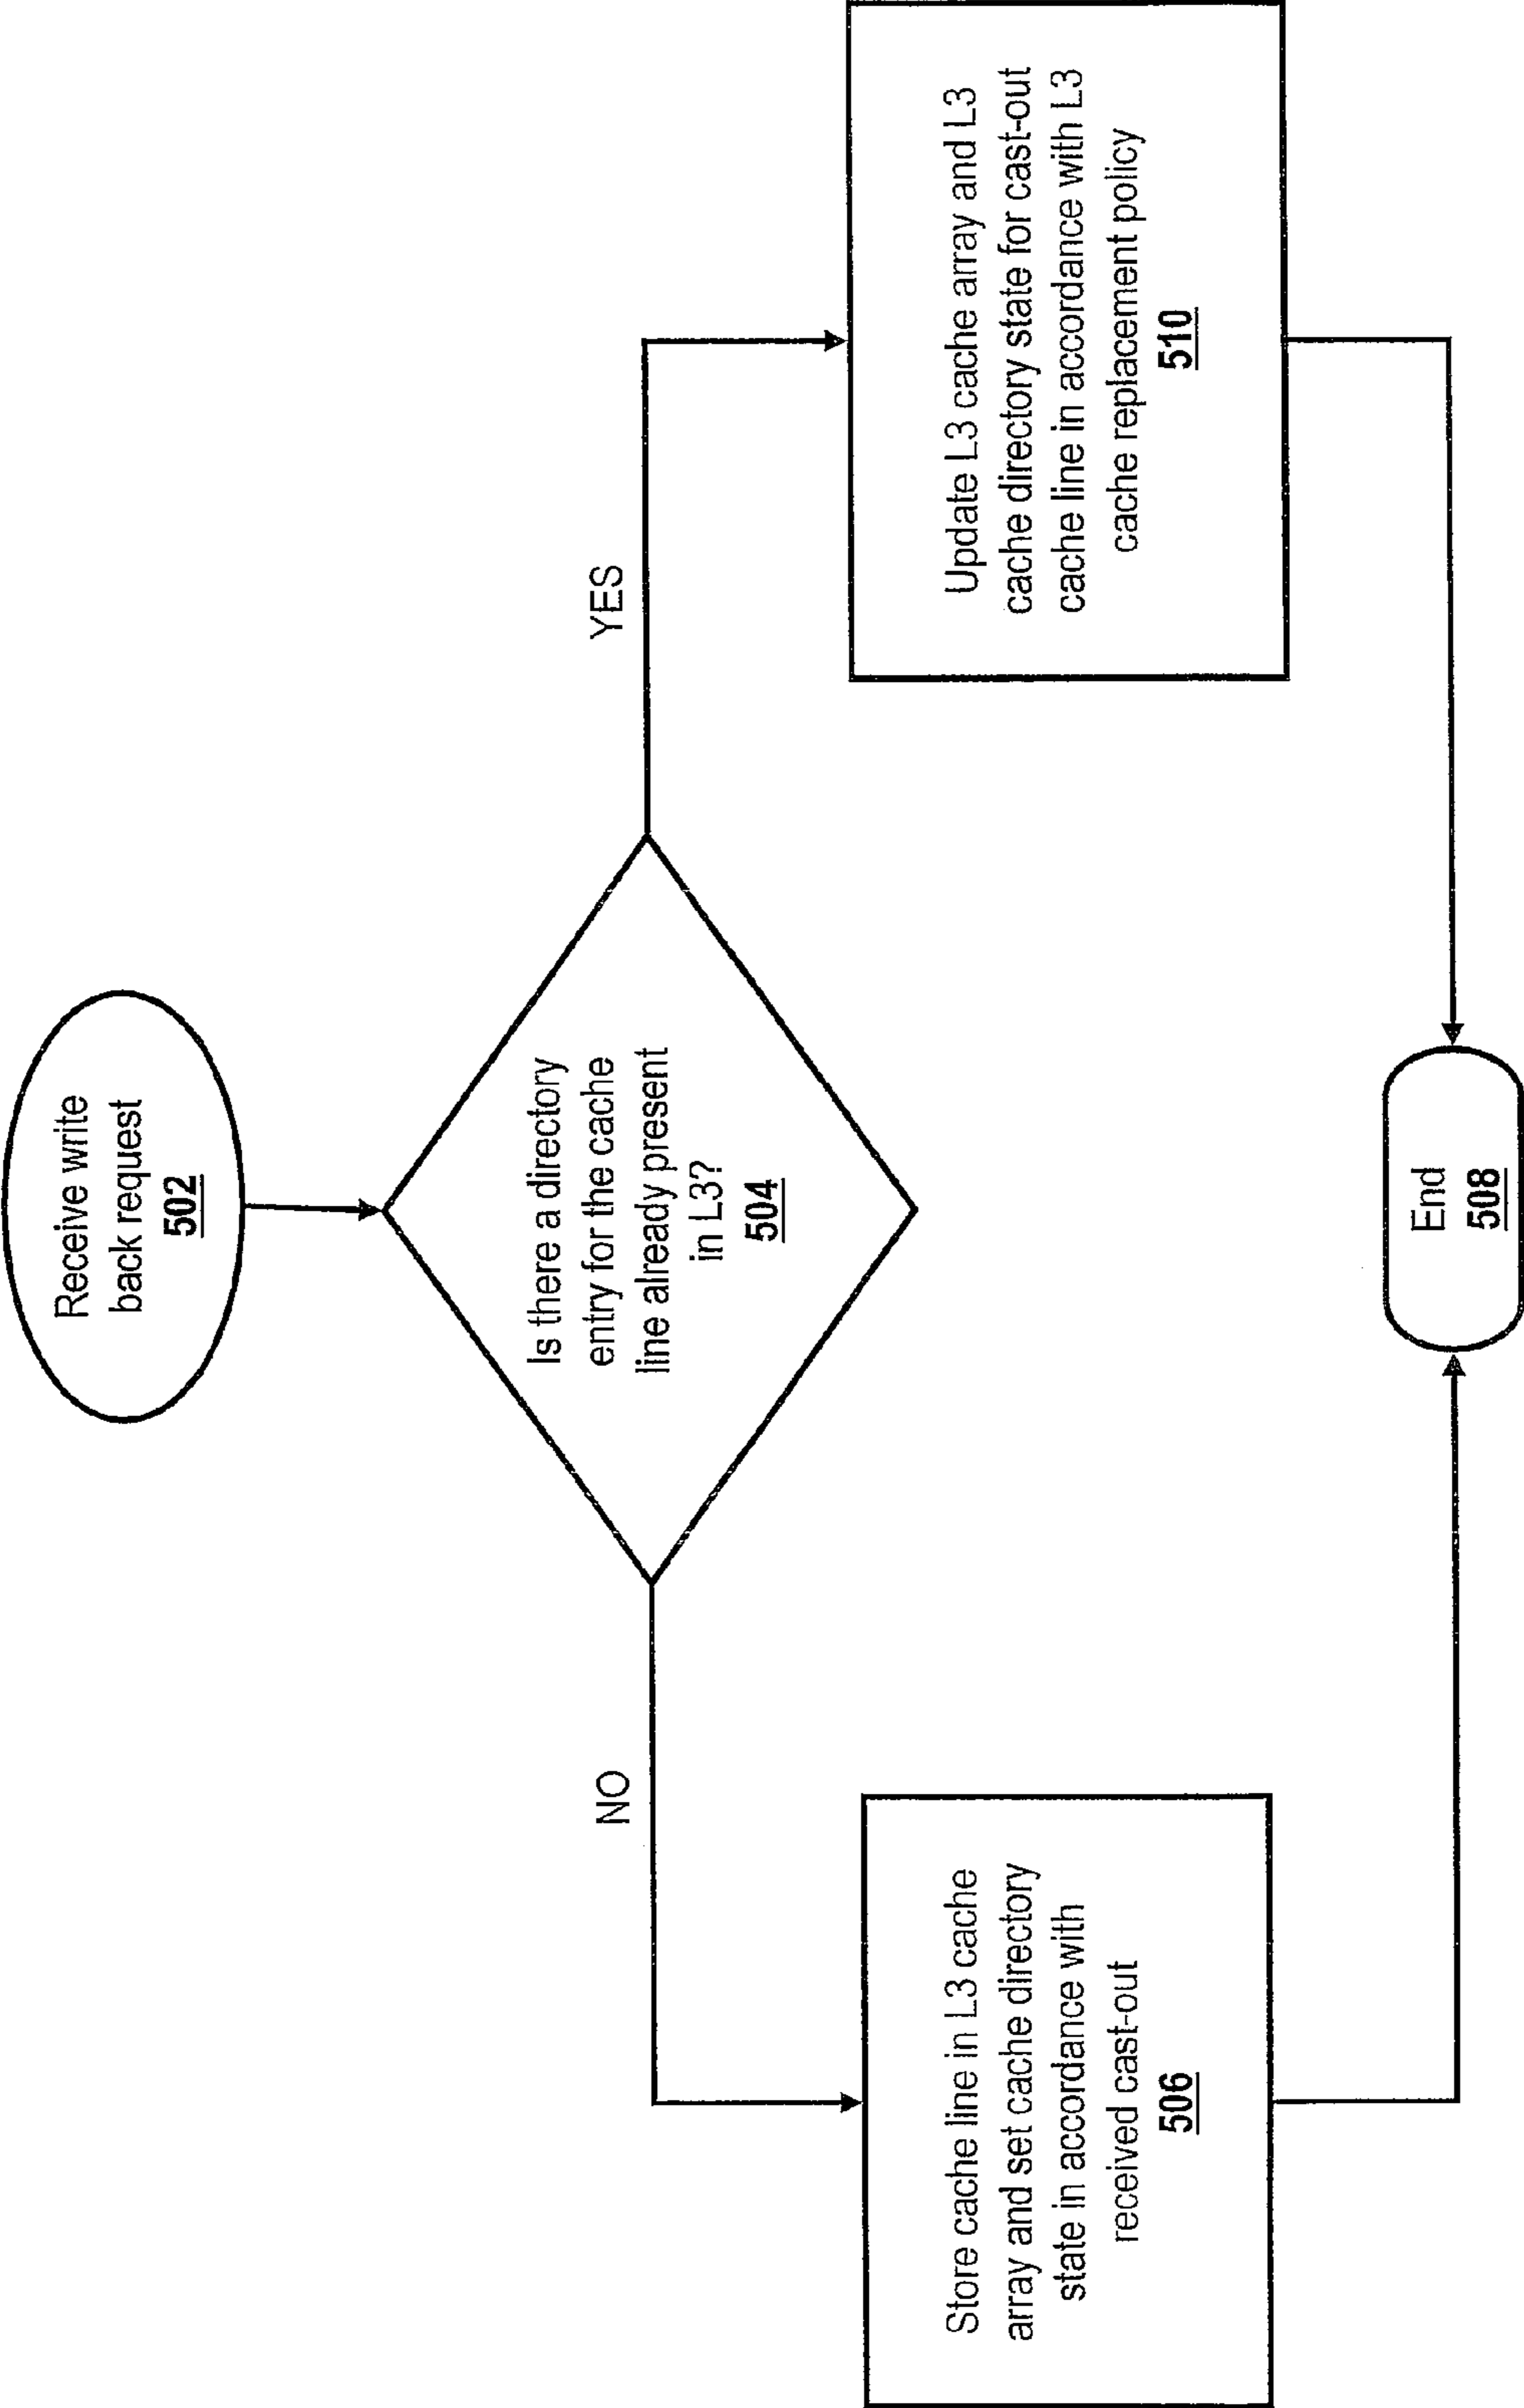 Receive write
back request
502
Is there a directory
entry for the cache
line already present
in L3?
504
NO
YES
Store cache line in L3 cache
array and set cache directory
state in accordance with
received cast-out
506
Update L3 cache array and L3
cache directory state for cast-out
cache line in accordance with L3
cache replacement policy
510
End
508